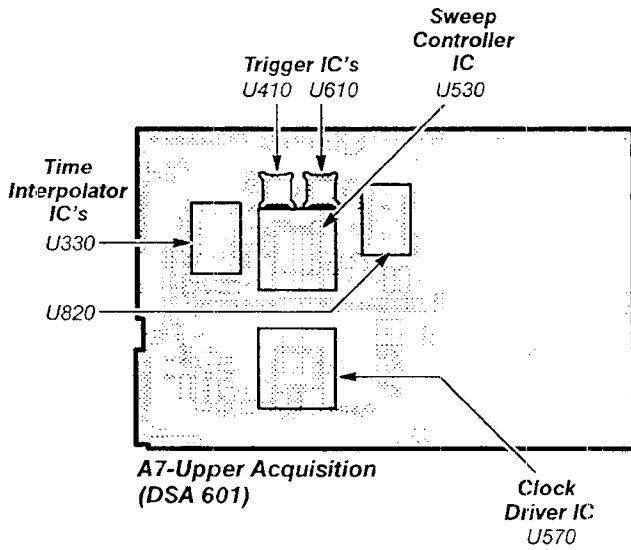 Sweep
Controller
IC
U530
Trigger IC's
U410 U610
Time
Interpolator
IC's
U330
U820
A7-Upper Acquisition
(DSA 601)
Clock
Driver IC
U570